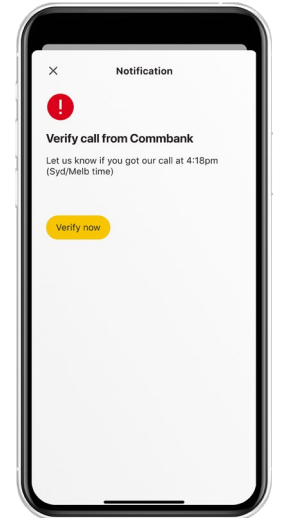 Notification
!
Verify call from Commbank
Let us know if you got our call at 4:18pm
(Syd/Melb time)
Verify now